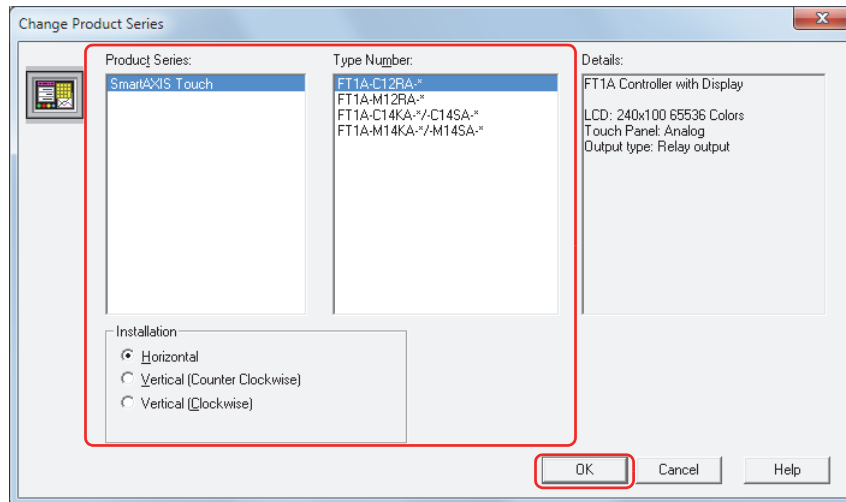 Change Product Series
x
Product Series:
SmartAXIS Touch
Type Number:
FT1A-C12RA-*
FT1A-M12RA-*
FT1A-C14KA-*/-C14SA-*
FT1A-M14KA-*/-M14SA-*
Details:
FT1A Controller with Display
LCD: 240x100 65536 Colors
Touch Panel: Analog
Output type: Relay output
Installation
Horizontal
Vertical (Counter Clockwise)
Vertical (Clockwise)
OK
Cancel
Help